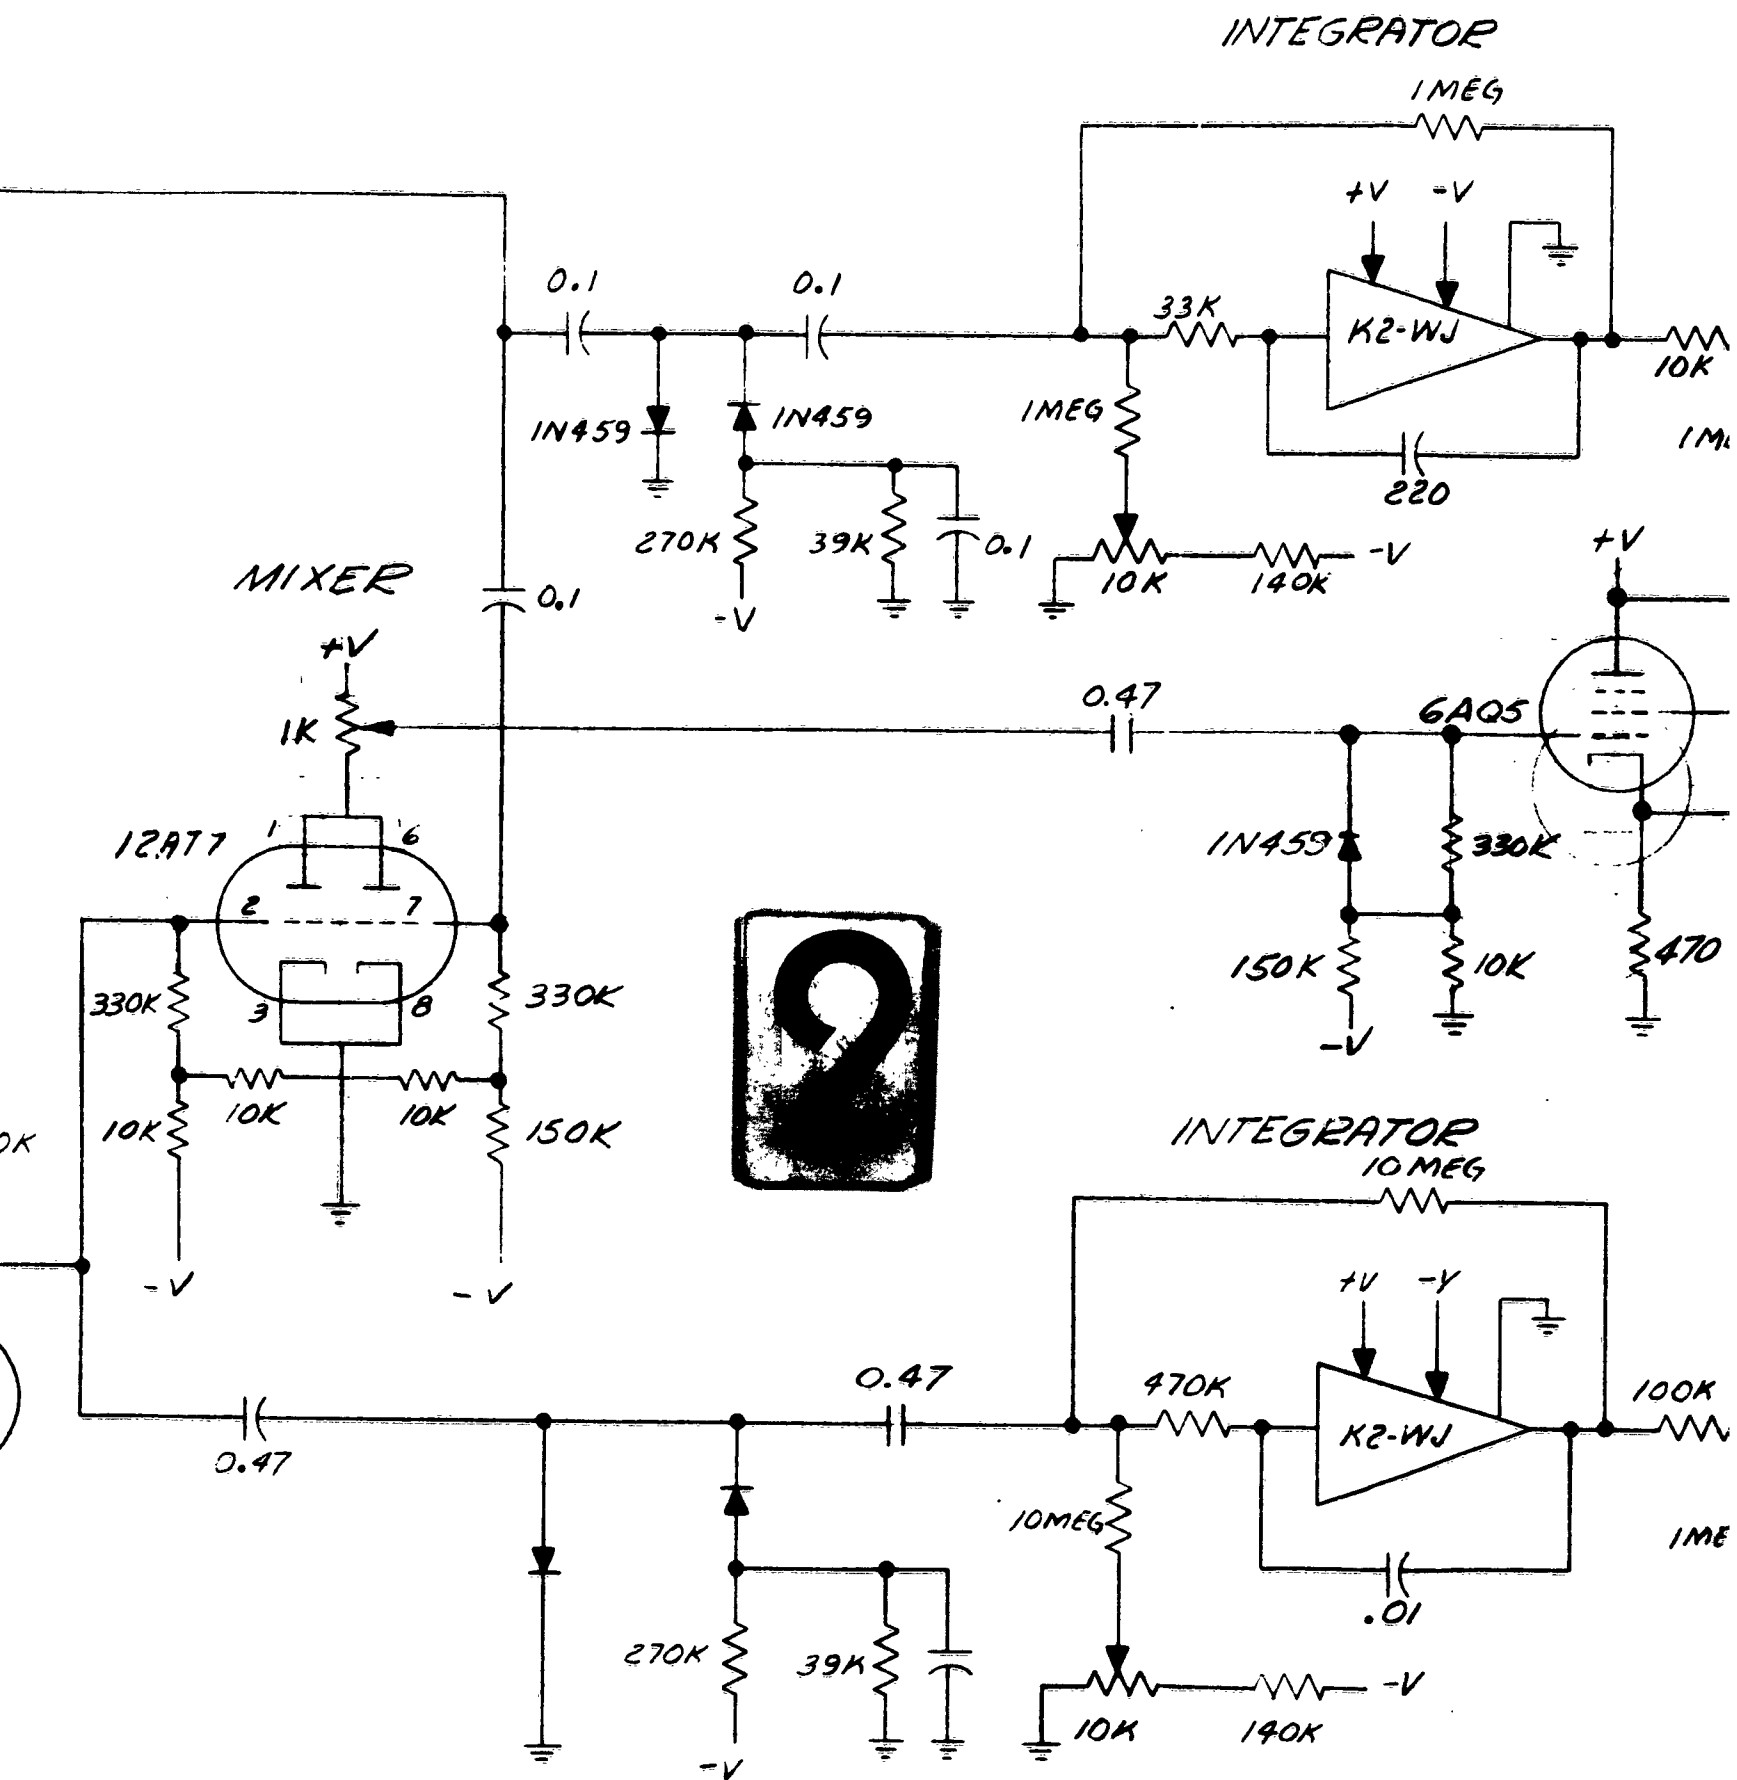 INTEGRATOR
1MEG
+V -V
0.1 0.1
33K
K2-WJ
10K
1N459 1N459
1MEG
220
270K 39K 0.1
10K 140K -V
-V
+V
MIXER
0.1
+V
1K
0.47
6AQ5
12AT7
1 6
2 7
3 8
1N459 330K
150K 10K 470
-V
330K 330K
10K 10K 10K 150K
-V -V
2
INTEGRATOR
10MEG
+V -V
0.47
470K
K2-WJ
100K
0.47
10MEG
.01
270K 39K
-V
10K 140K -V